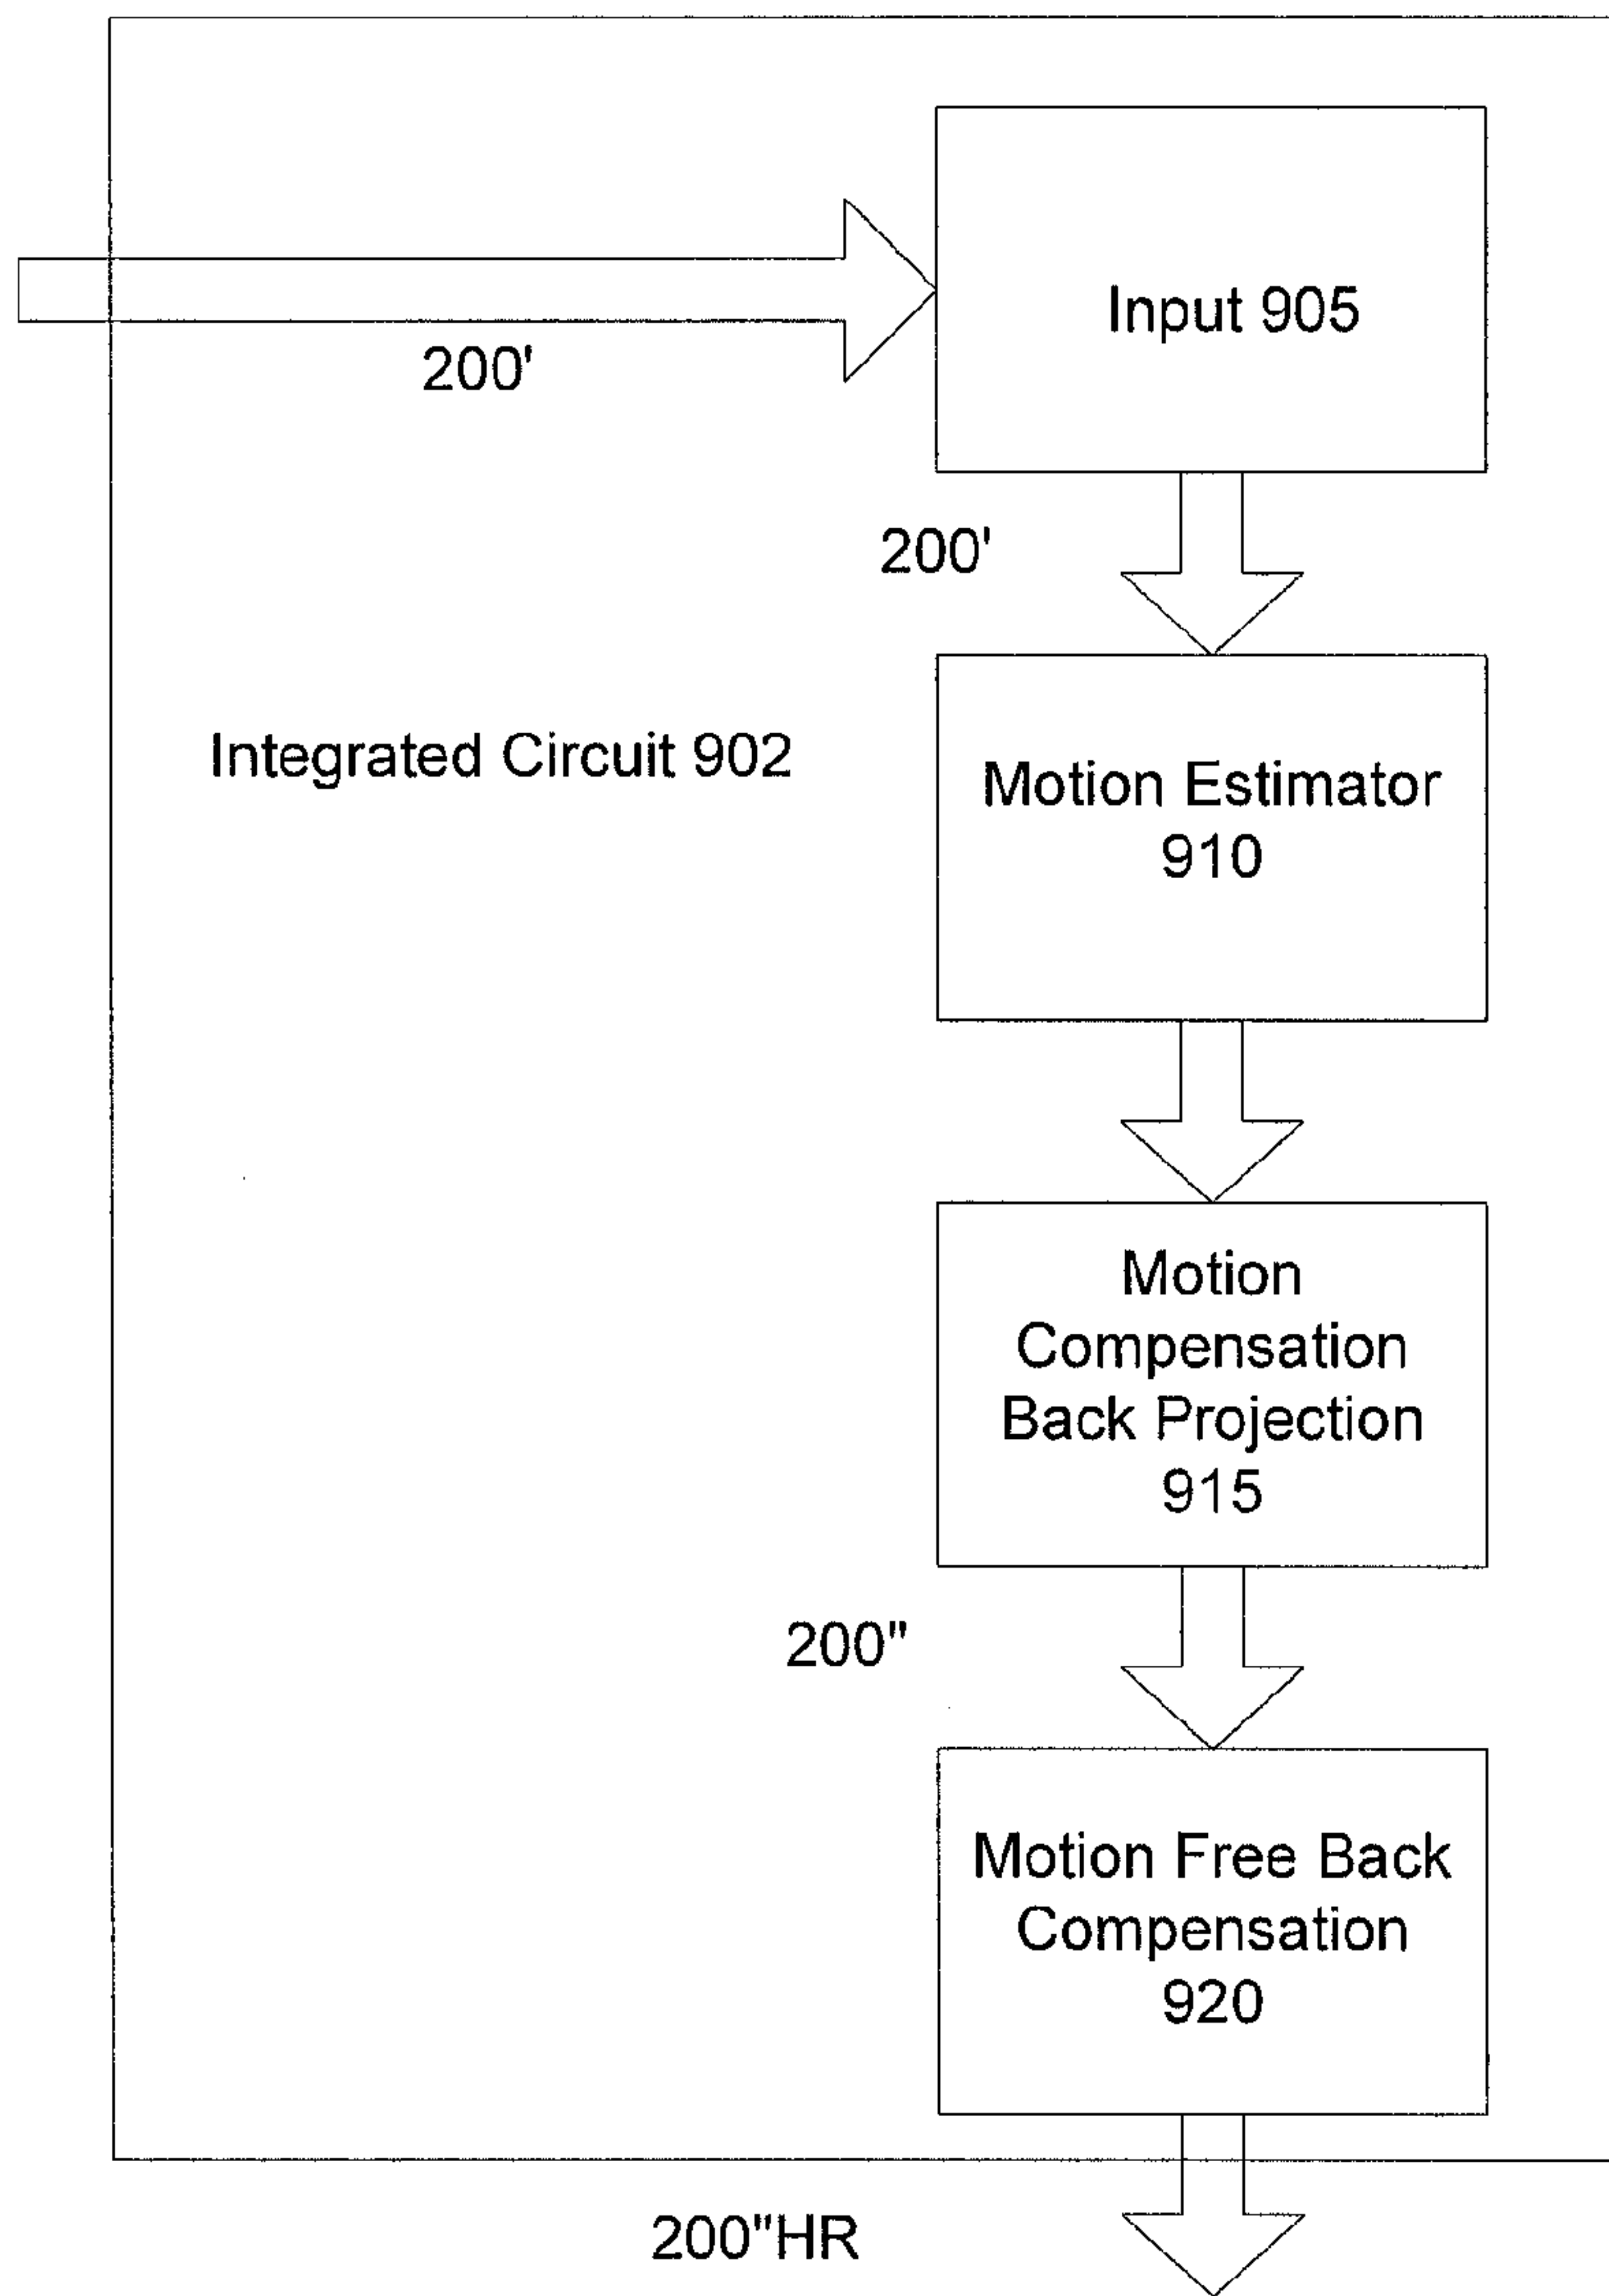 Input 905
200'
200'
Integrated Circuit 902
Motion Estimator
910
Motion
Compensation
Back Projection
915
200"
Motion Free Back
Compensation
920
200"HR